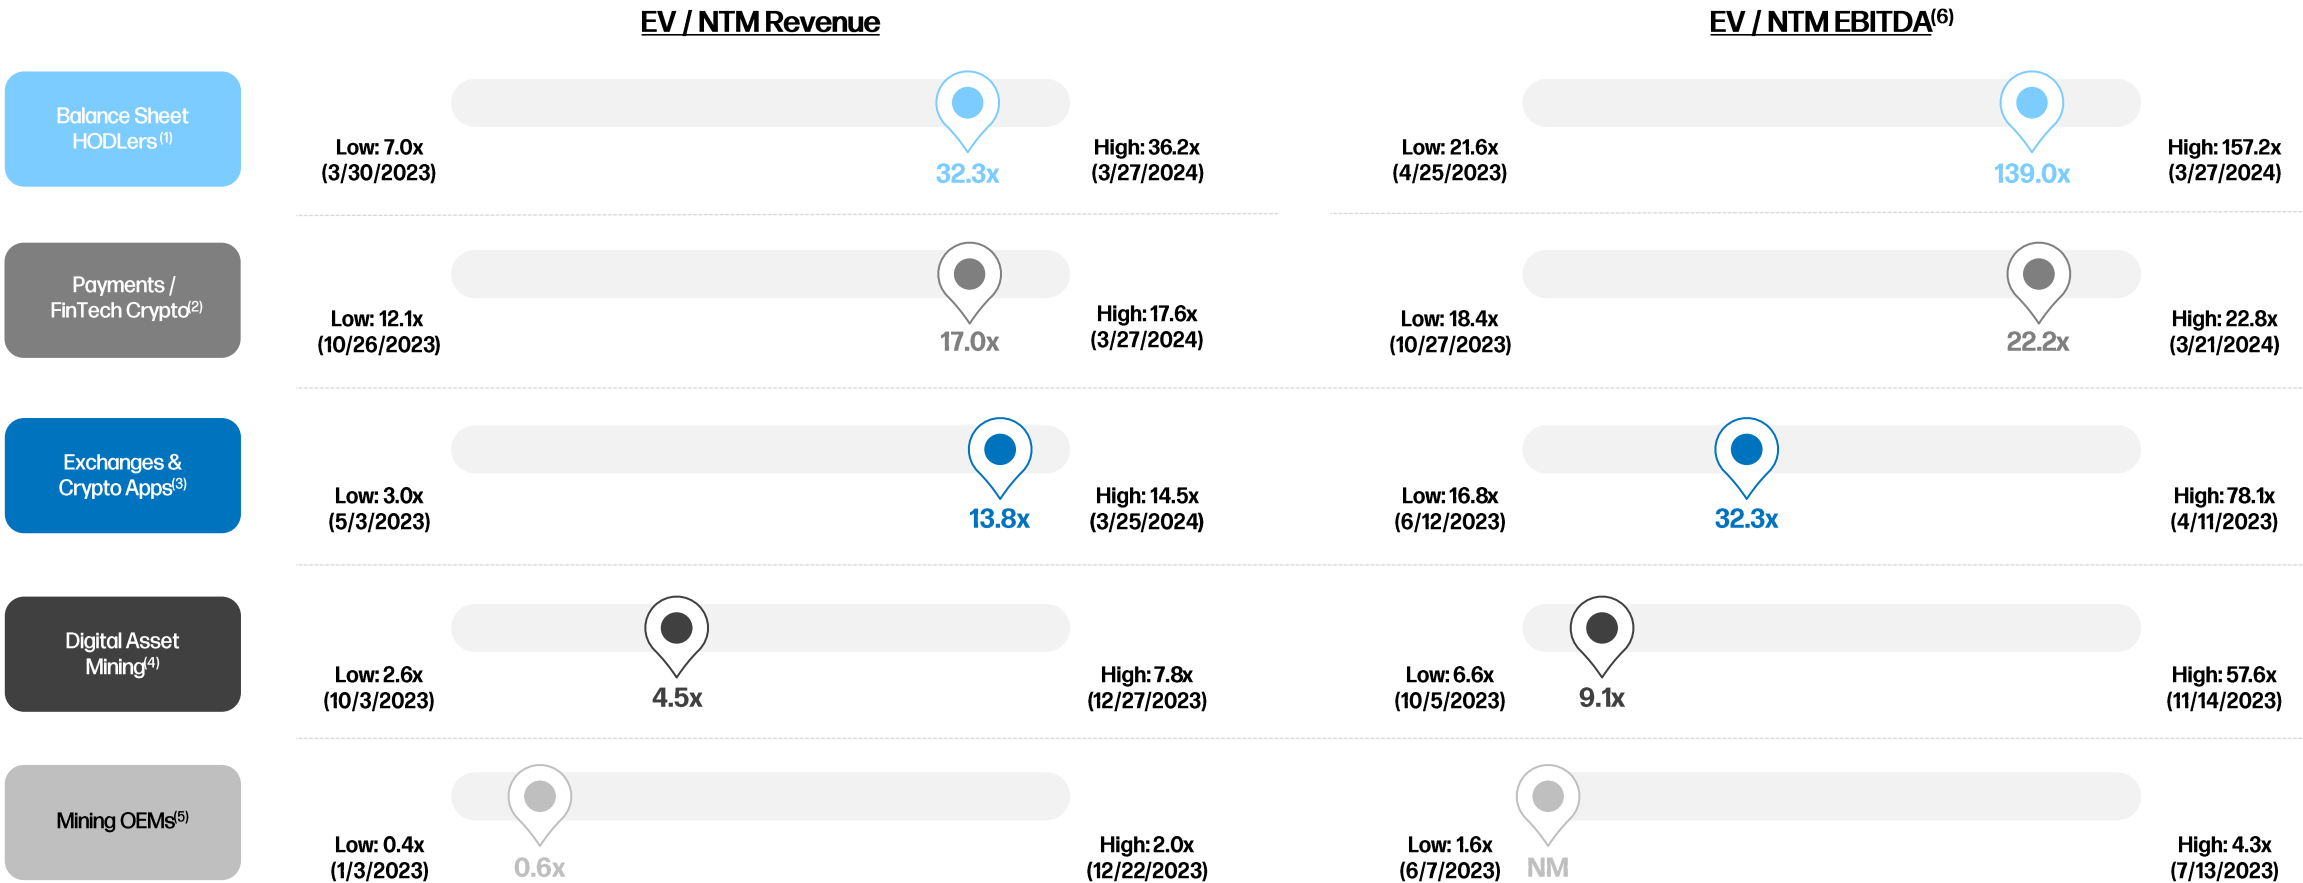 EV / NTM Revenue
EV / NTM EBITDA(6)
Balance Sheet
HODLers (1)
Low: 7.0x
(3/30/2023)
32.3x
High: 36.2x
(3/27/2024)
Low: 21.6x
(4/25/2023)
139.0x
High: 157.2x
(3/27/2024)
Payments /
FinTech Crypto(2)
Low: 12.1x
(10/26/2023)
17.0x
High: 17.6x
(3/27/2024)
Low: 18.4x
(10/27/2023)
22.2x
High: 22.8x
(3/21/2024)
Exchanges &
Crypto Apps(3)
Low: 3.0x
(5/3/2023)
13.8x
High: 14.5x
(3/25/2024)
Low: 16.8x
(6/12/2023)
32.3x
High: 78.1x
(4/11/2023)
Digital Asset
Mining(4)
Low: 2.6x
(10/3/2023)
4.5x
High: 7.8x
(12/27/2023)
Low: 6.6x
(10/5/2023)
9.1x
High: 57.6x
(11/14/2023)
Mining OEMs(5)
Low: 0.4x
(1/3/2023)
0.6x
High: 2.0x
(12/22/2023)
Low: 1.6x
(6/7/2023)
NM
High: 4.3x
(7/13/2023)